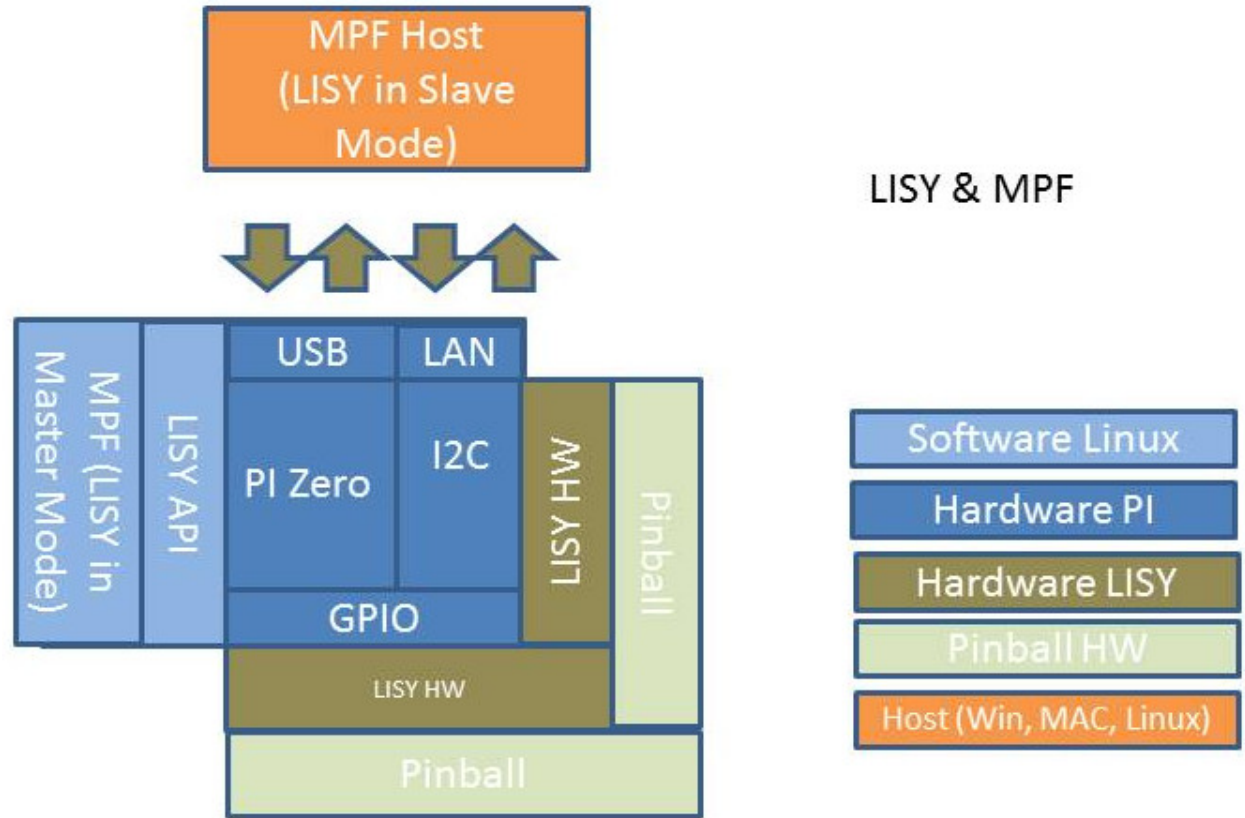 MPF Host
(LISY in Slave
Mode)
LISY & MPF
MPF (LISY in
Master Mode)
LISY API
USB
LAN
PI Zero
I2C
GPIO
LISY HW
Pinball
LISY HW
Pinball
Software Linux
Hardware PI
Hardware LISY
Pinball HW
Host (Win, MAC, Linux)